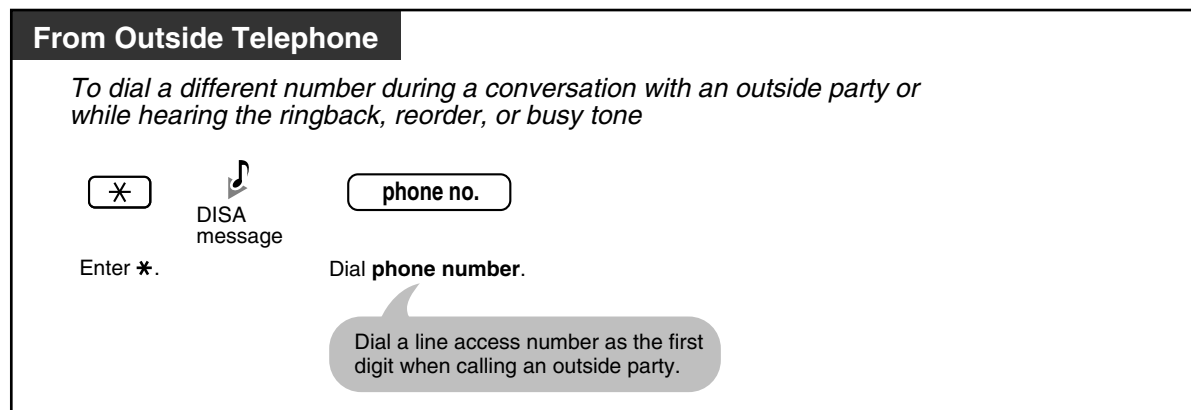 From Outside Telephone
To dial a different number during a conversation with an outside party or
while hearing the ringback, reorder, or busy tone
✳ phone no.
DISA
message
Enter ✳. Dial phone number.
Dial a line access number as the first
digit when calling an outside party.